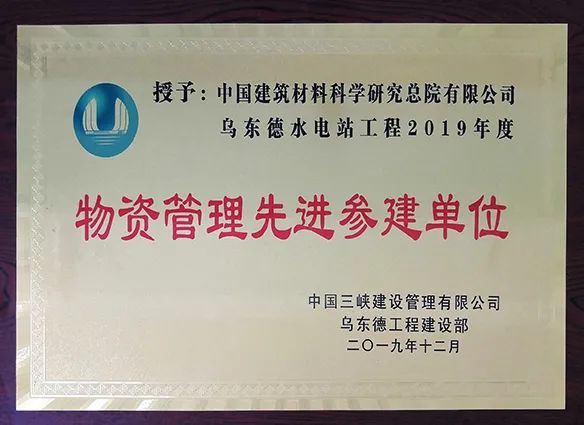 授予：中国建筑材料科学研究总院有限公司
乌东德水电站工程2019年度
物资管理先进参建单位
中国三峡建设管理有限公司
乌东德工程建设部
二〇一九年十二月